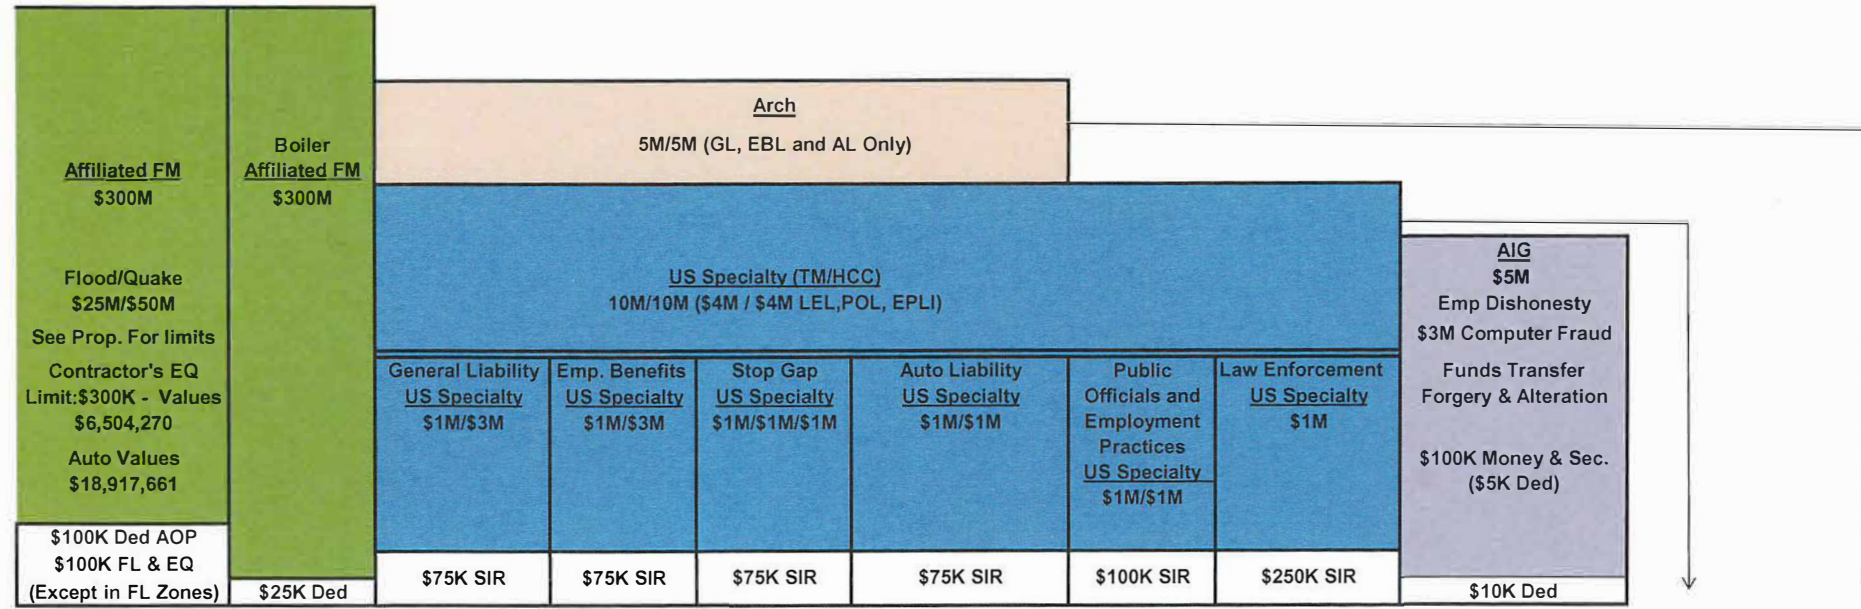 Affiliated FM
$300M
Flood/Quake
$25M/$50M
See Prop. For limits
Contractor's EQ
Limit:$300K - Values
$6,504,270
Auto Values
$18,917,661
$100K Ded AOP
$100K FL & EQ
(Except in FL Zones)
Boiler
Affiliated FM
$300M
$25K Ded
Arch
5M/5M (GL, EBL and AL Only)
US Specialty (TM/HCC)
10M/10M ($4M / $4M LEL,POL, EPLI)
General Liability
US Specialty
$1M/$3M
$75K SIR
Emp. Benefits
US Specialty
$1M/$3M
$75K SIR
Stop Gap
US Specialty
$1M/$1M/$1M
$75K SIR
Auto Liability
US Specialty
$1M/$1M
$75K SIR
Public
Officials and
Employment
Practices
US Specialty
$1M/$1M
$100K SIR
Law Enforcement
US Specialty
$1M
$250K SIR
AIG
$5M
Emp Dishonesty
$3M Computer Fraud
Funds Transfer
Forgery & Alteration
$100K Money & Sec.
($5K Ded)
$10K Ded